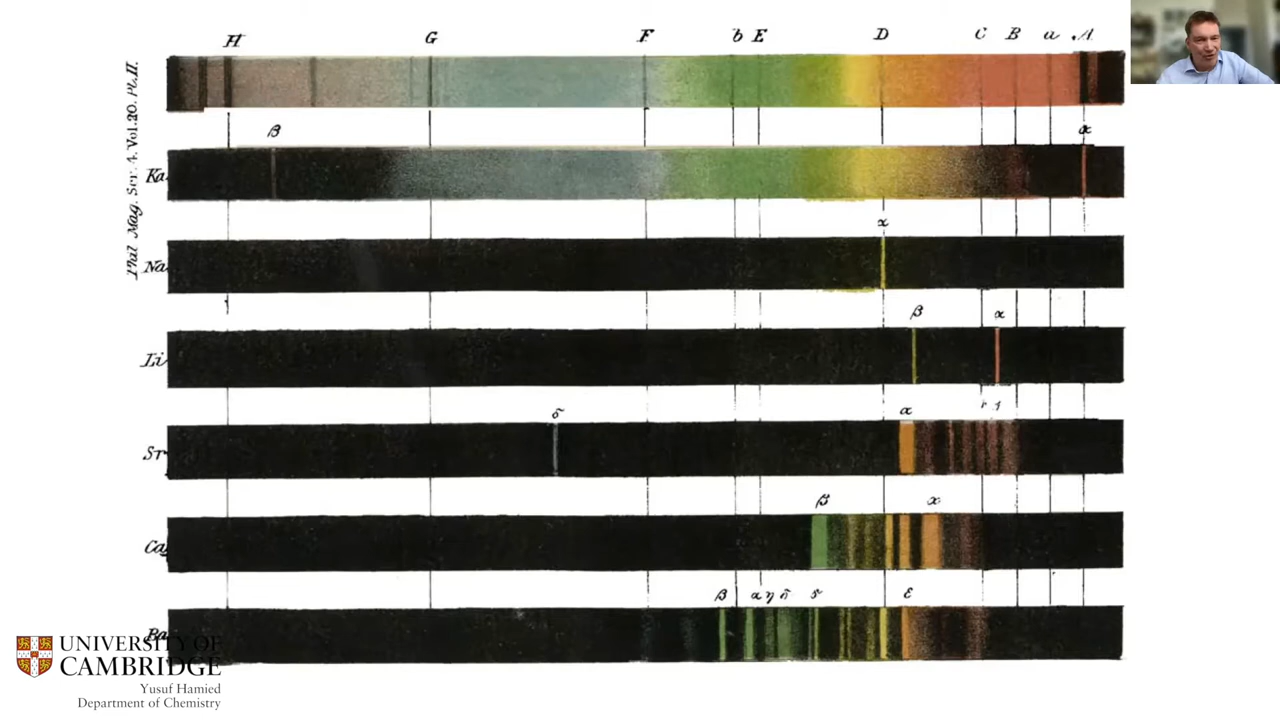 H G F b E D C B a A
Phil Mag. Ser. 4. Vol. 20. Pl. II.
β α
Ka.
α
Na.
β α
Li
δ α
Sr
β α
Ca
β α η δ ε
Ba
UNIVERSITY OF
CAMBRIDGE
Yusuf Hamied
Department of Chemistry